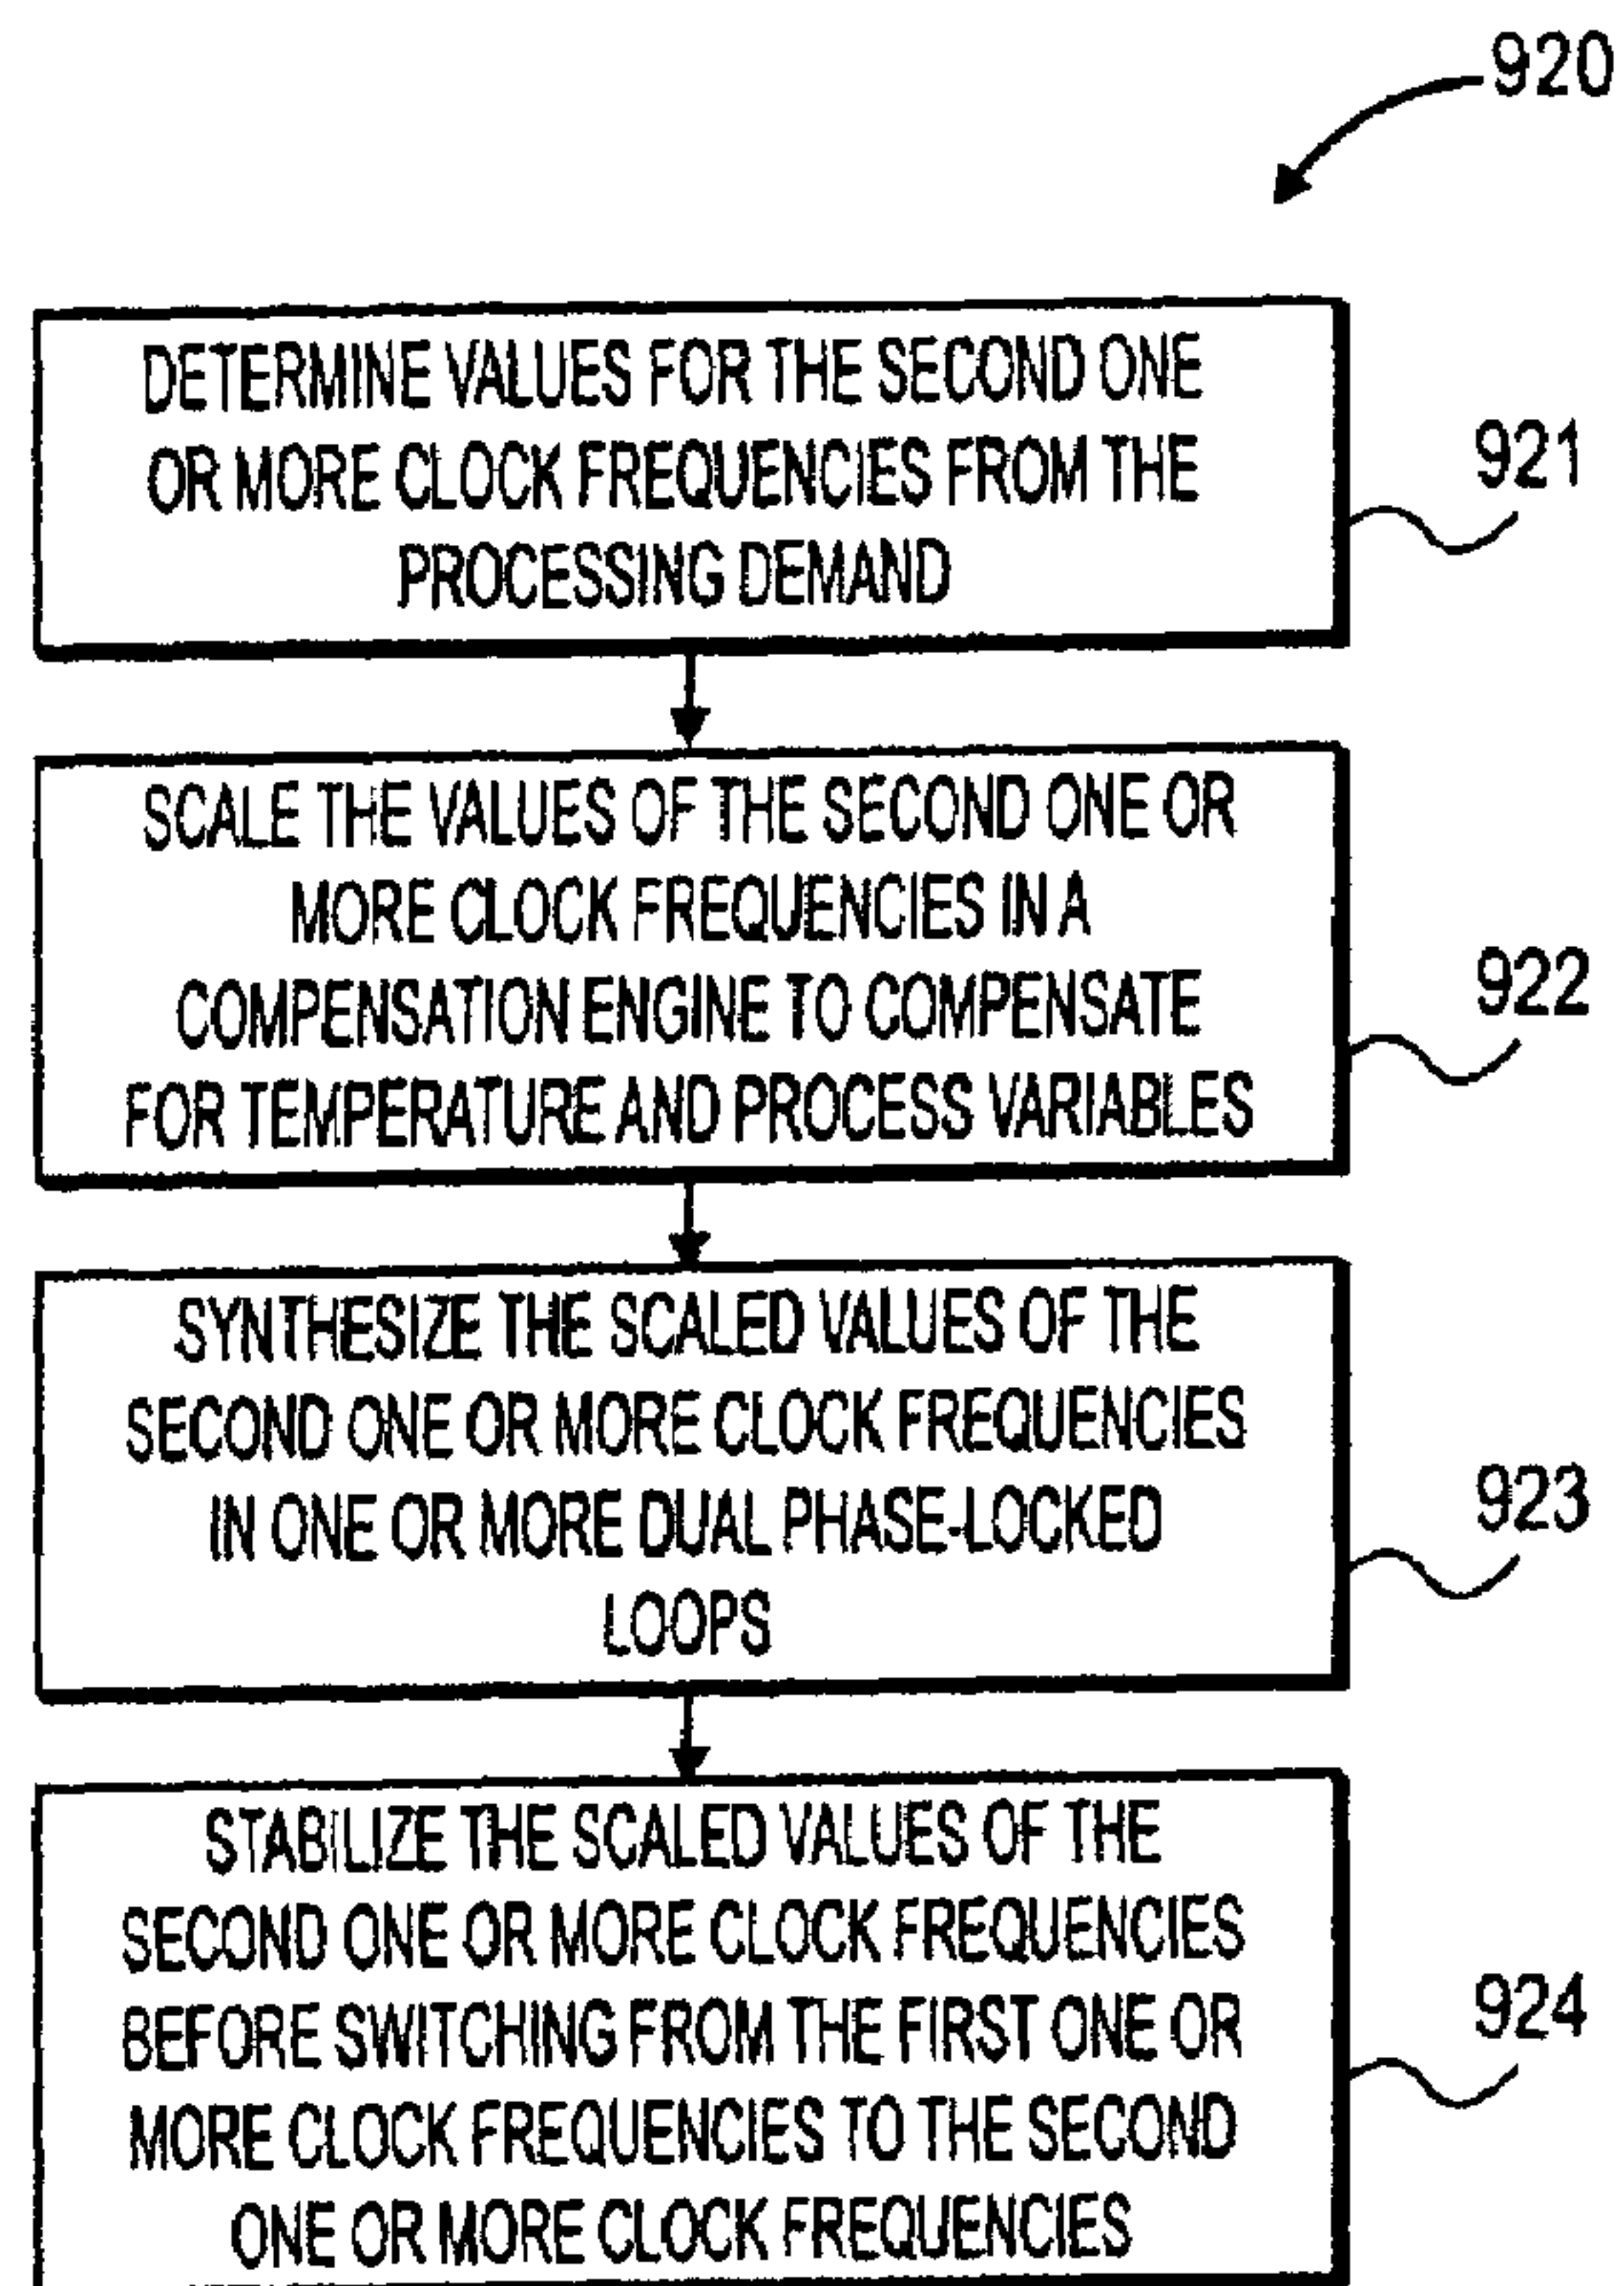 920
DETERMINE VALUES FOR THE SECOND ONE
OR MORE CLOCK FREQUENCIES FROM THE
PROCESSING DEMAND
921
SCALE THE VALUES OF THE SECOND ONE OR
MORE CLOCK FREQUENCIES IN A
COMPENSATION ENGINE TO COMPENSATE
FOR TEMPERATURE AND PROCESS VARIABLES
922
SYNTHESIZE THE SCALED VALUES OF THE
SECOND ONE OR MORE CLOCK FREQUENCIES
IN ONE OR MORE DUAL PHASE-LOCKED
LOOPS
923
STABILIZE THE SCALED VALUES OF THE
SECOND ONE OR MORE CLOCK FREQUENCIES
BEFORE SWITCHING FROM THE FIRST ONE OR
MORE CLOCK FREQUENCIES TO THE SECOND
ONE OR MORE CLOCK FREQUENCIES
924